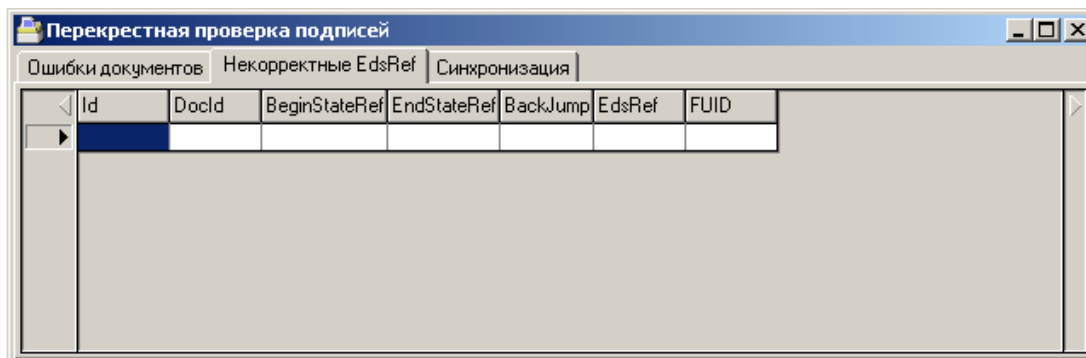 Перекрестная проверка подписей
Ошибки документов Некорректные EdsRef Синхронизация
Id DocId BeginStateRef EndStateRef BackJump EdsRef FUID